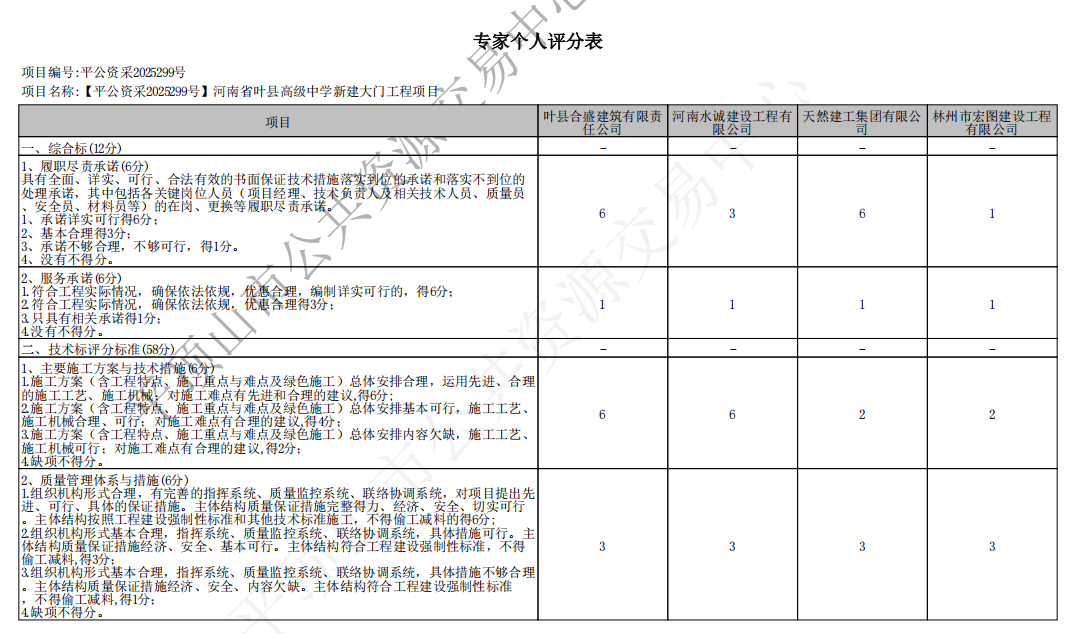 专家个人评分表
项目编号:平公资采2025299号
项目名称:【平公资采2025299号】河南省叶县高级中学新建大门工程项目
项目
叶县合盛建筑有限责
任公司
河南水诚建设工程有
限公司
天然建工集团有限公
司
林州市宏图建设工程
有限公司
一、综合标(12分)
-
-
-
-
1、履职尽责承诺(6分)
具有全面、详实、可行、合法有效的书面保证技术措施落实到位的承诺和落实不到位的
处理承诺，其中包括各关键岗位人员（项目经理、技术负责人及相关技术人员、质量员
、安全员、材料员等）的在岗、更换等履职尽责承诺。
1、承诺详实可行得6分;
2、基本合理得3分;
3、承诺不够合理，不够可行，得1分。
4、没有不得分。
6
3
6
1
2、服务承诺(6分)
1.符合工程实际情况，确保依法依规，优惠合理，编制详实可行的，得6分;
2.符合工程实际情况，确保依法依规，优惠合理得3分;
3.只具有相关承诺得1分;
4.没有不得分。
1
1
1
1
二、技术标评分标准(58分)
-
-
-
-
1、主要施工方案与技术措施(6分)
1.施工方案（含工程特点、施工重点与难点及绿色施工）总体安排合理，运用先进、合理
的施工工艺、施工机械；对施工难点有先进和合理的建议,得6分;
2.施工方案（含工程特点、施工重点与难点及绿色施工）总体安排基本可行，施工工艺、
施工机械合理、可行；对施工难点有合理的建议,得4分;
3.施工方案（含工程特点、施工重点与难点及绿色施工）总体安排内容欠缺，施工工艺、
施工机械可行；对施工难点有合理的建议,得2分;
4.缺项不得分。
6
6
2
2
2、质量管理体系与措施(6分)
1.组织机构形式合理，有完善的指挥系统、质量监控系统、联络协调系统，对项目提出先
进、可行、具体的保证措施。主体结构质量保证措施完整得力、经济、安全、切实可行
。主体结构按照工程建设强制性标准和其他技术标准施工，不得偷工减料的得6分;
2.组织机构形式基本合理，指挥系统、质量监控系统、联络协调系统，具体措施可行。主
体结构质量保证措施经济、安全、基本可行。主体结构符合工程建设强制性标准，不得
偷工减料,得3分;
3.组织机构形式基本合理，指挥系统、质量监控系统、联络协调系统，具体措施不够合理
。主体结构质量保证措施经济、安全、内容欠缺。主体结构符合工程建设强制性标准
，不得偷工减料,得1分;
4.缺项不得分。
3
3
3
3
平顶山市公共资源交易中心
平顶山市公共资源交易中心